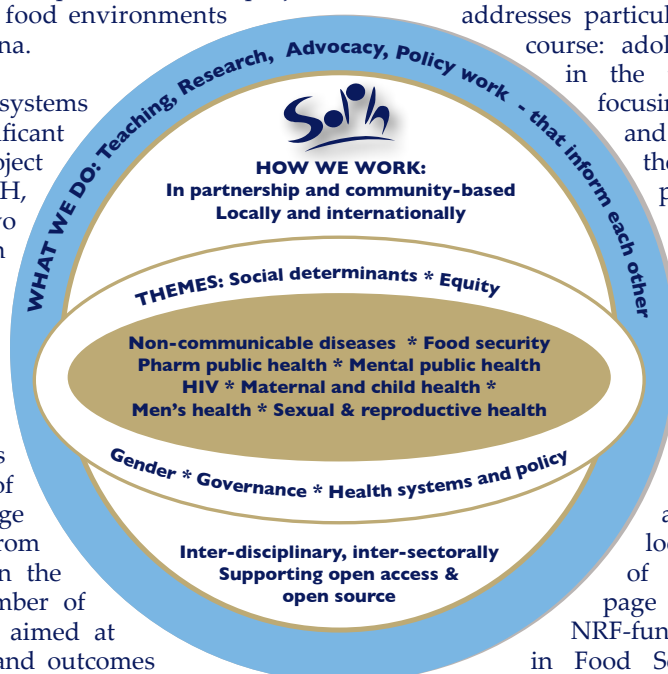 food environments
na.
systems
ificant
oject
H,
vo
n
s
of
ge
rom
n the
mber of
aimed at
and outcomes
WHAT WE DO: Teaching, Research, Advocacy, Policy work - that inform each other
SoPh
HOW WE WORK:
In partnership and community-based
Locally and internationally
THEMES: Social determinants * Equity
Non-communicable diseases * Food security
Pharm public health * Mental public health
HIV * Maternal and child health *
Men's health * Sexual & reproductive health
Gender * Governance * Health systems and policy
Inter-disciplinary, inter-sectorally
Supporting open access &
open source
addresses particul
course: adol
in the
focusin
and
the
p
a
loc
of
page
NRF-fun
in Food Se